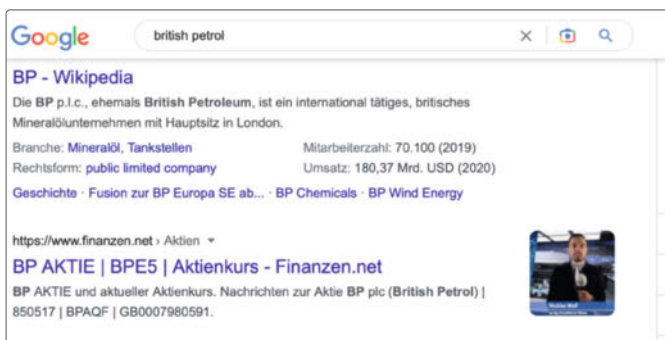 Google
british petrol
BP - Wikipedia
Die BP p.l.c., ehemals British Petroleum, ist ein international tätiges, britisches
Mineralölunternehmen mit Hauptsitz in London.
Branche: Mineralöl, Tankstellen Mitarbeiterzahl: 70.100 (2019)
Rechtsform: public limited company Umsatz: 180,37 Mrd. USD (2020)
Geschichte · Fusion zur BP Europa SE ab... · BP Chemicals · BP Wind Energy
https://www.finanzen.net › Aktien
BP AKTIE | BPE5 | Aktienkurs - Finanzen.net
BP AKTIE und aktueller Aktienkurs. Nachrichten zur Aktie BP plc (British Petrol) |
850517 | BPAQF | GB0007980591.